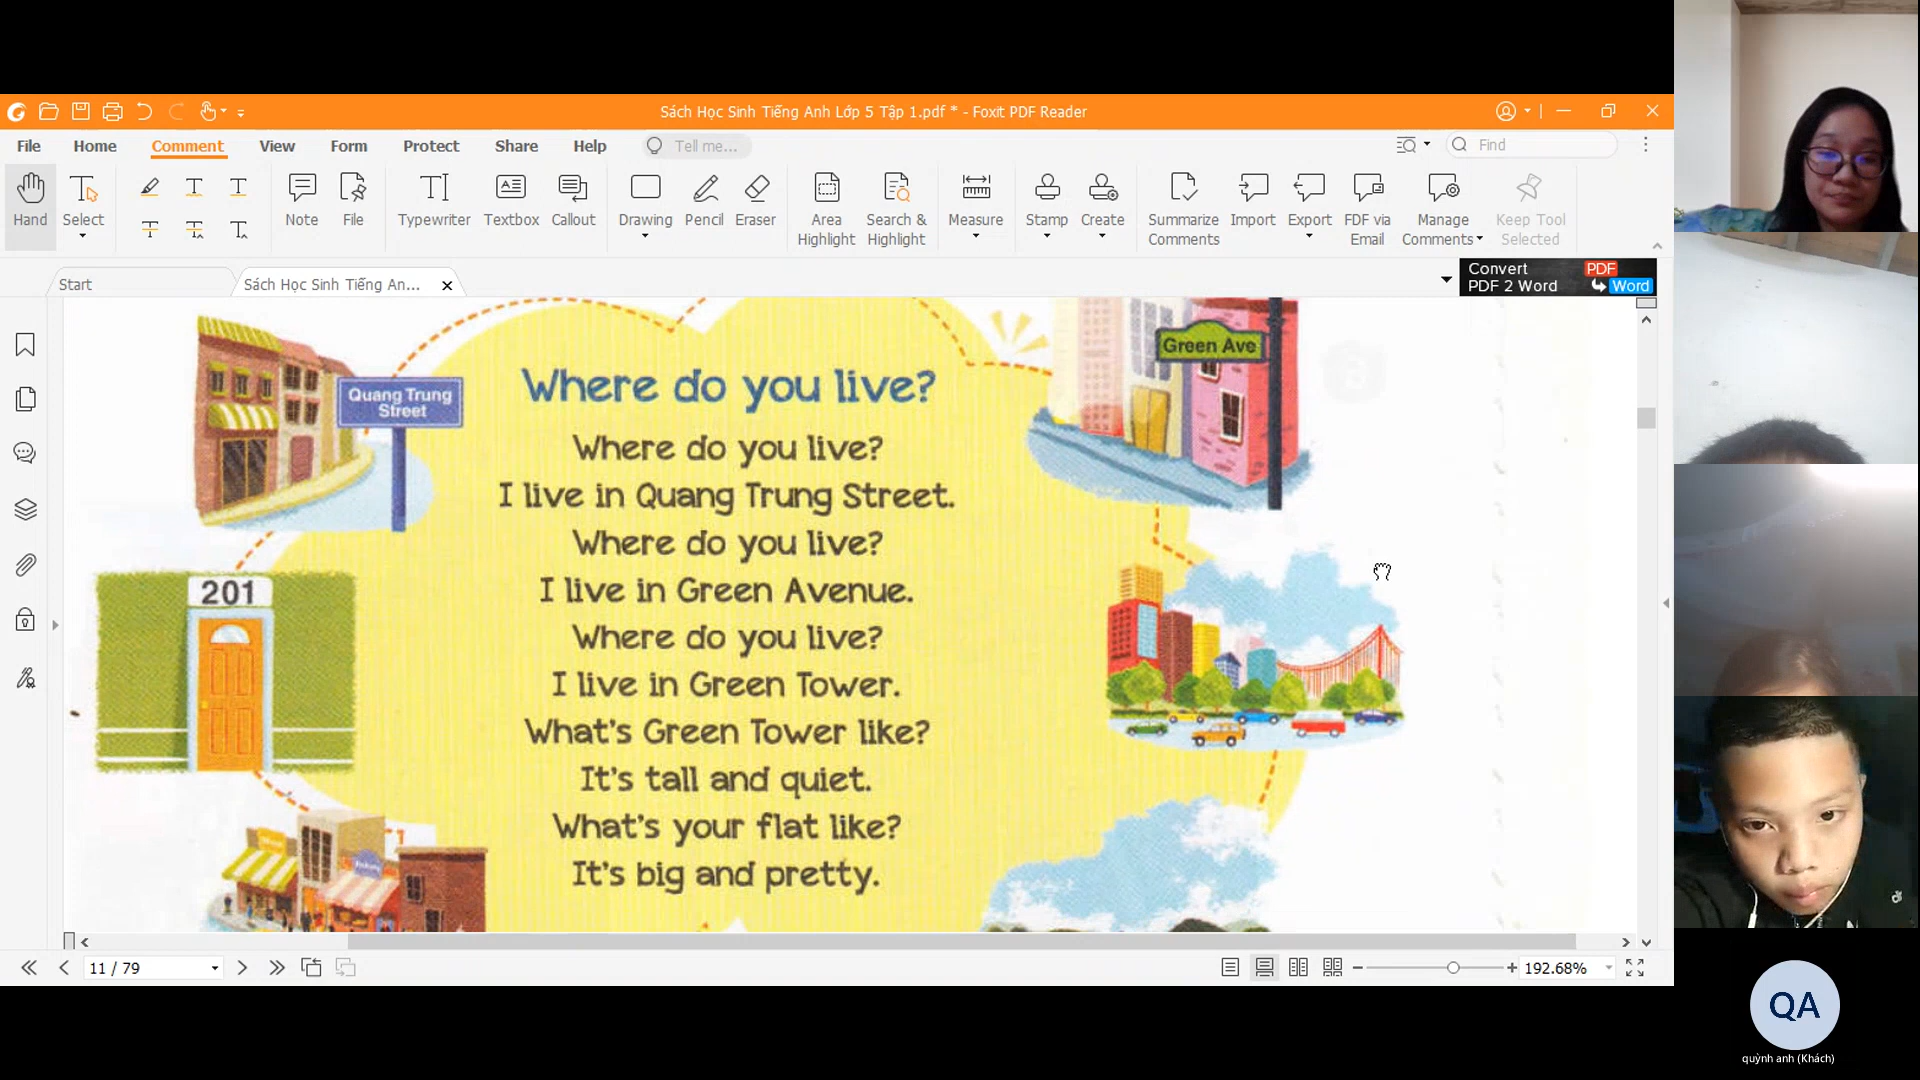 Sách Học Sinh Tiếng Anh Lớp 5 Tập 1.pdf * - Foxit PDF Reader
File Home Comment View Form Protect Share Help Tell me... Find
Hand Select Note File Typewriter Textbox Callout Drawing Pencil Eraser Area Highlight Search & Highlight Measure Stamp Create Summarize Comments Import Export FDF via Email Manage Comments Keep Tool Selected
Start Sách Học Sinh Tiếng An...
Convert PDF
PDF 2 Word Word
Quang Trung
Street
Green Ave
201
Where do you live?
Where do you live?
I live in Quang Trung Street.
Where do you live?
I live in Green Avenue.
Where do you live?
I live in Green Tower.
What's Green Tower like?
It's tall and quiet.
What's your flat like?
It's big and pretty.
11 / 79
192.68%
QA
quỳnh anh (Khách)